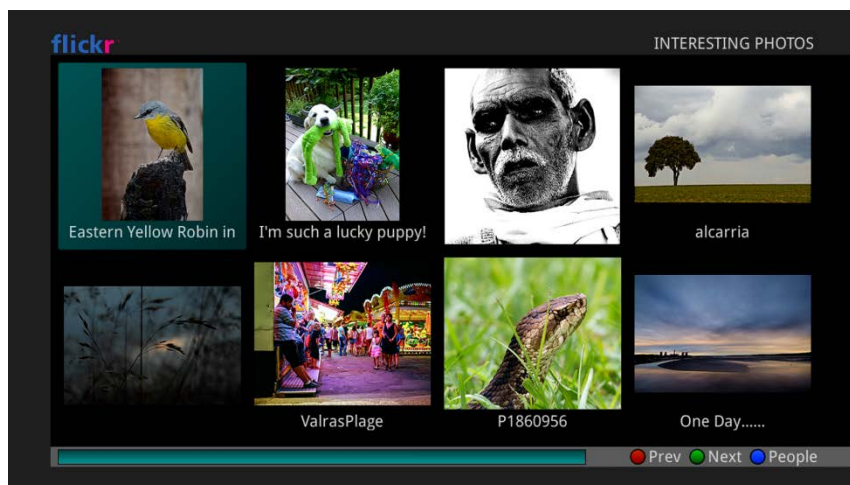 flickr
INTERESTING PHOTOS
Eastern Yellow Robin in
I'm such a lucky puppy!
alcarria
ValrasPlage
P1860956
One Day......
Prev Next People